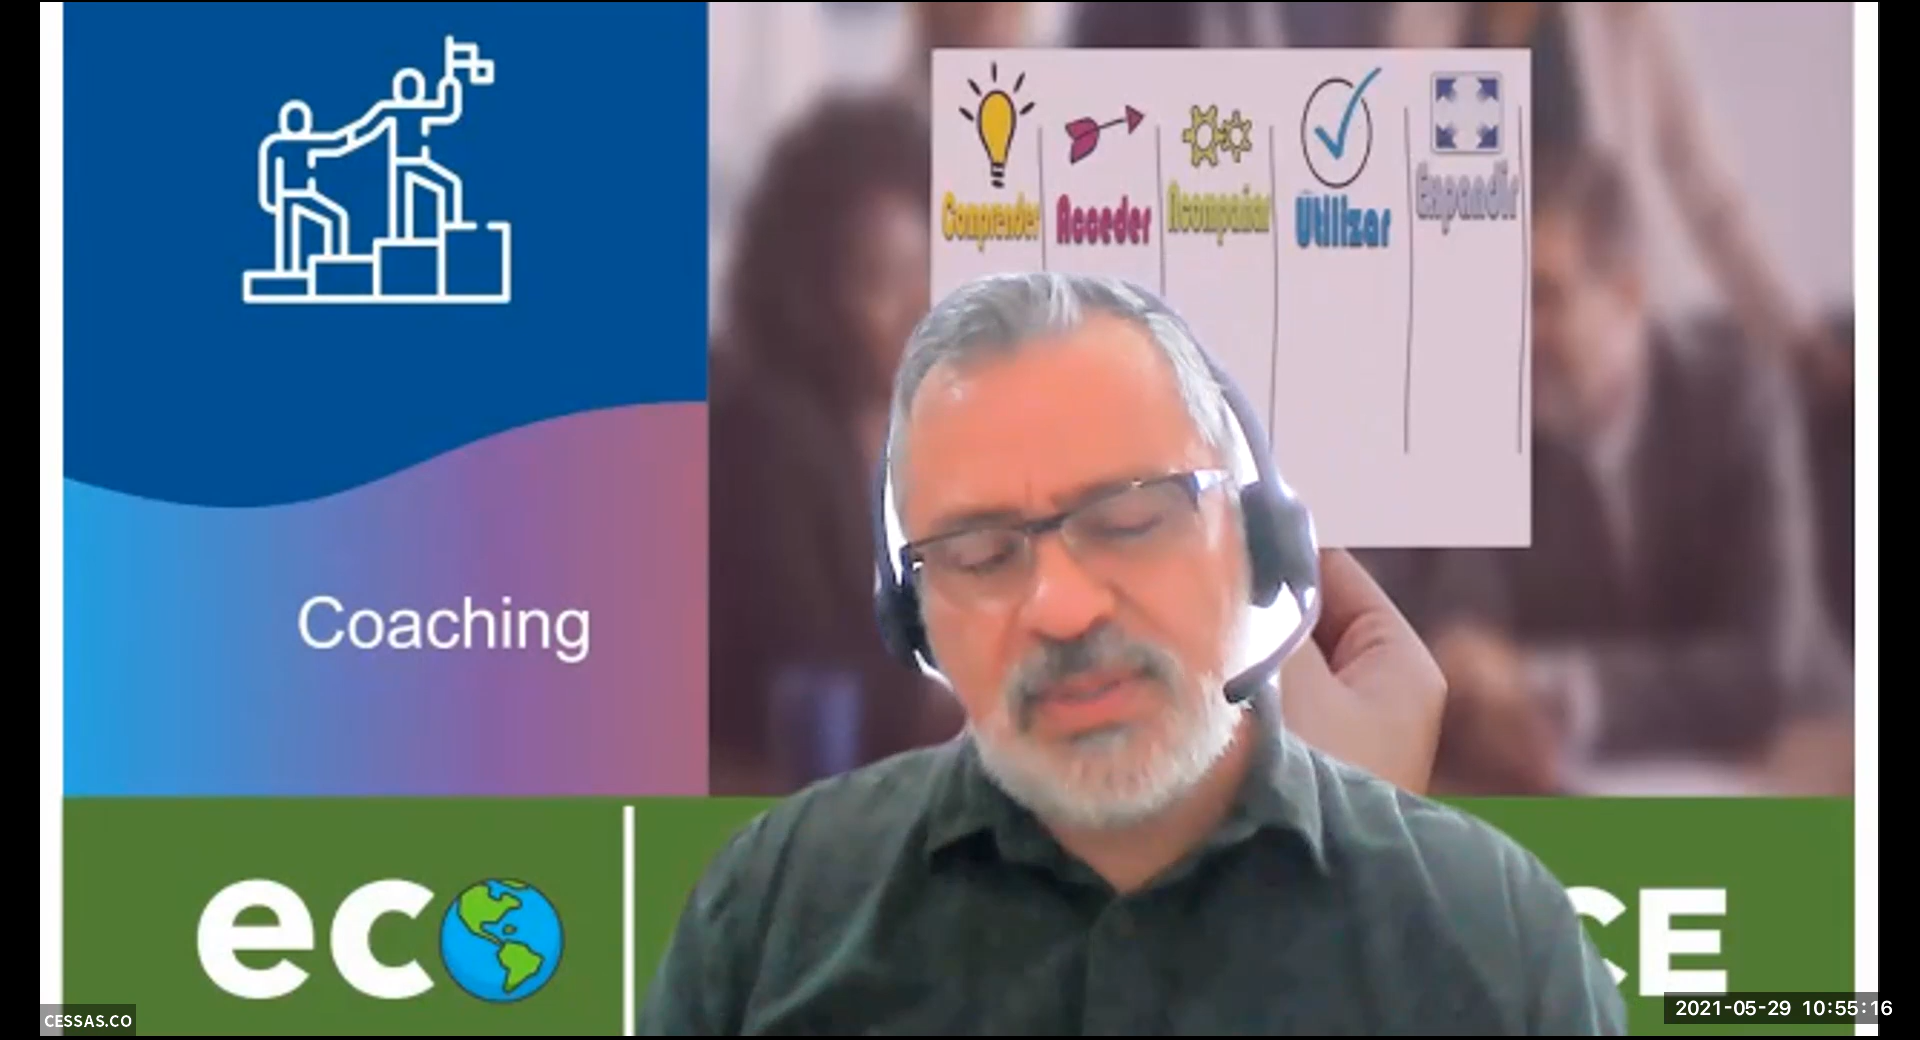 Comprender
Acceder
Acompañar
Utilizar
Expandir
Coaching
eco
CE
CESSAS.CO
2021-05-29 10:55:16